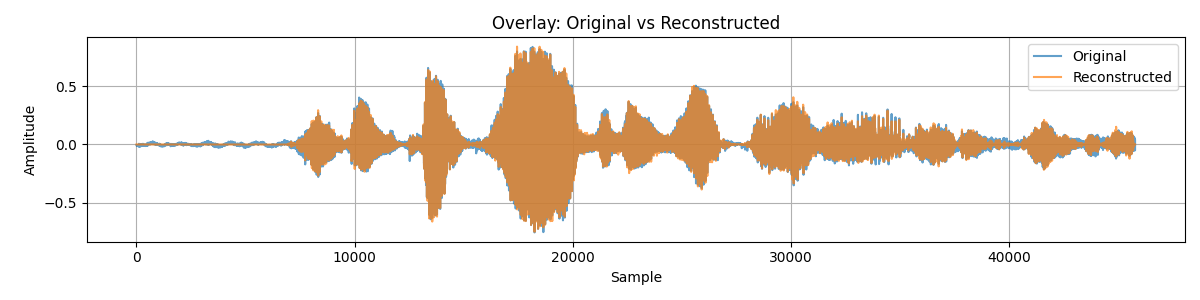 Overlay: Original vs Reconstructed
Original
Reconstructed
Amplitude
0.5
0.0
−0.5
0 10000 20000 30000 40000
Sample